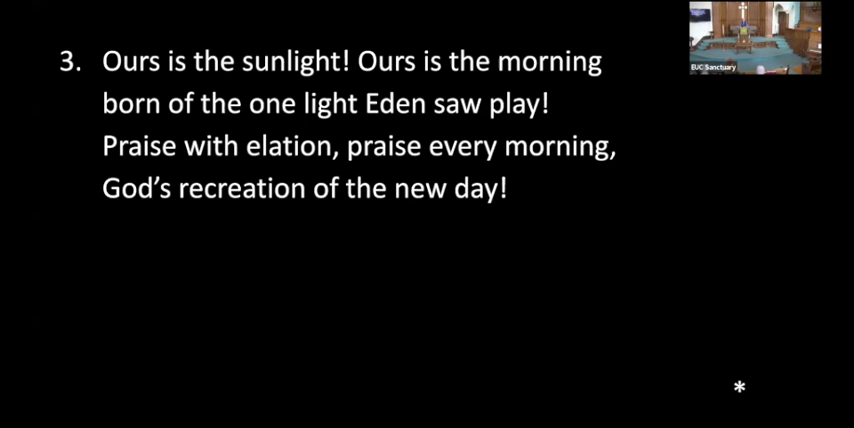 3. Ours is the sunlight! Ours is the morning
born of the one light Eden saw play!
Praise with elation, praise every morning,
God's recreation of the new day!
EUC Sanctuary
*